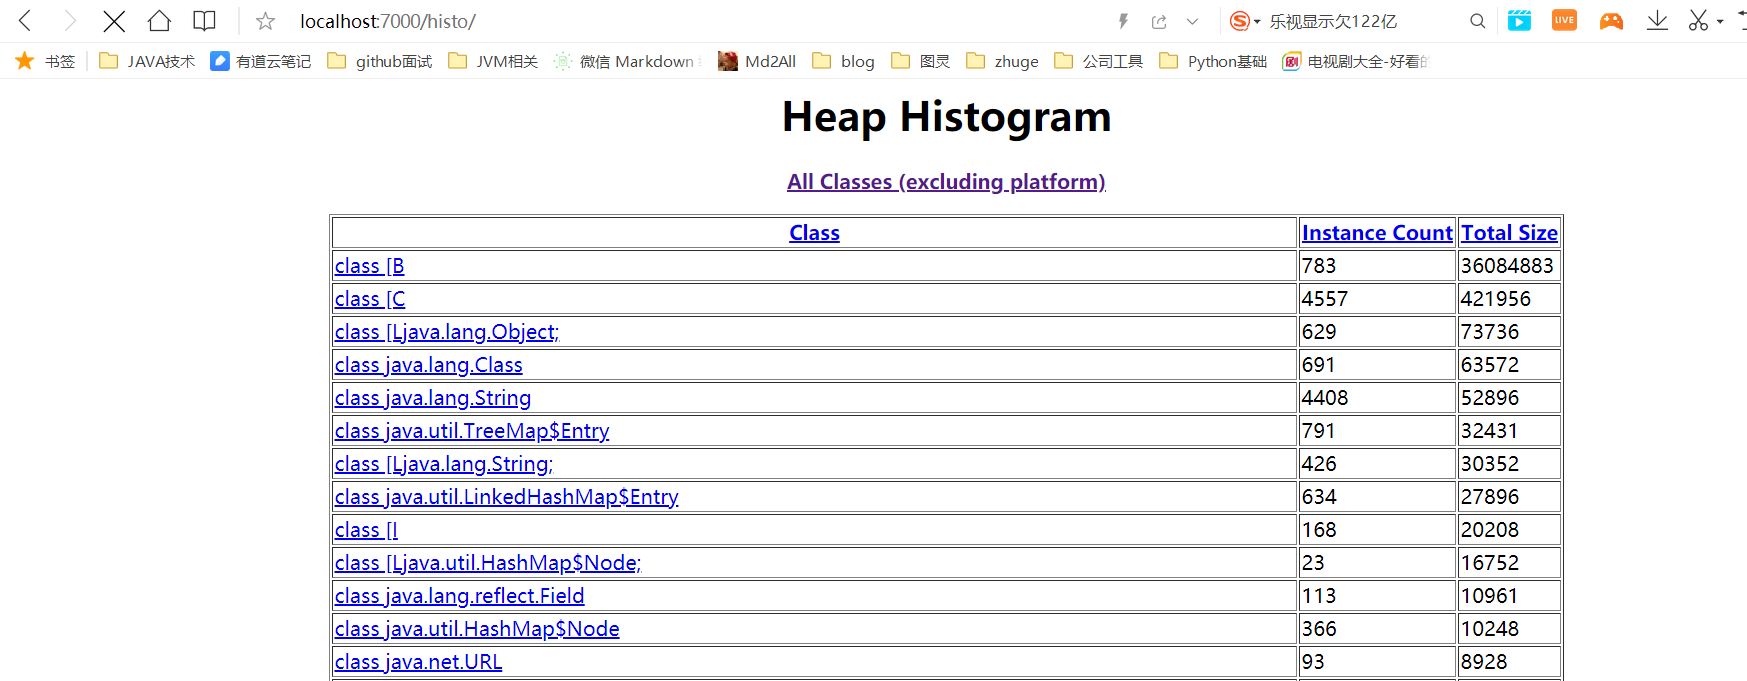 localhost:7000/histo/ 乐视显示欠122亿 LIVE
书签 JAVA技术 有道云笔记 github面试 JVM相关 微信 Markdown Md2All blog 图灵 zhuge 公司工具 Python基础 电视剧大全-好看的
Heap Histogram
All Classes (excluding platform)
Class Instance Count Total Size
class [B 783 36084883
class [C 4557 421956
class [Ljava.lang.Object; 629 73736
class java.lang.Class 691 63572
class java.lang.String 4408 52896
class java.util.TreeMap$Entry 791 32431
class [Ljava.lang.String; 426 30352
class java.util.LinkedHashMap$Entry 634 27896
class [I 168 20208
class [Ljava.util.HashMap$Node; 23 16752
class java.lang.reflect.Field 113 10961
class java.util.HashMap$Node 366 10248
class java.net.URL 93 8928